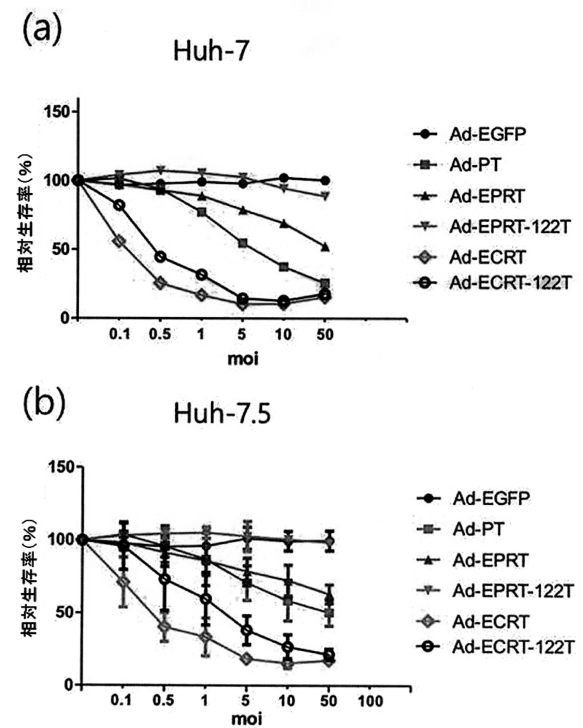 (a)
Huh-7
相对生存率(%)
150
100
50
0
0.1 0.5 1 5 10 50
moi
Ad-EGFP
Ad-PT
Ad-EPRT
Ad-EPRT-122T
Ad-ECRT
Ad-ECRT-122T
(b)
Huh-7.5
相对生存率(%)
150
100
50
0
0.1 0.5 1 5 10 50 100
moi
Ad-EGFP
Ad-PT
Ad-EPRT
Ad-EPRT-122T
Ad-ECRT
Ad-ECRT-122T